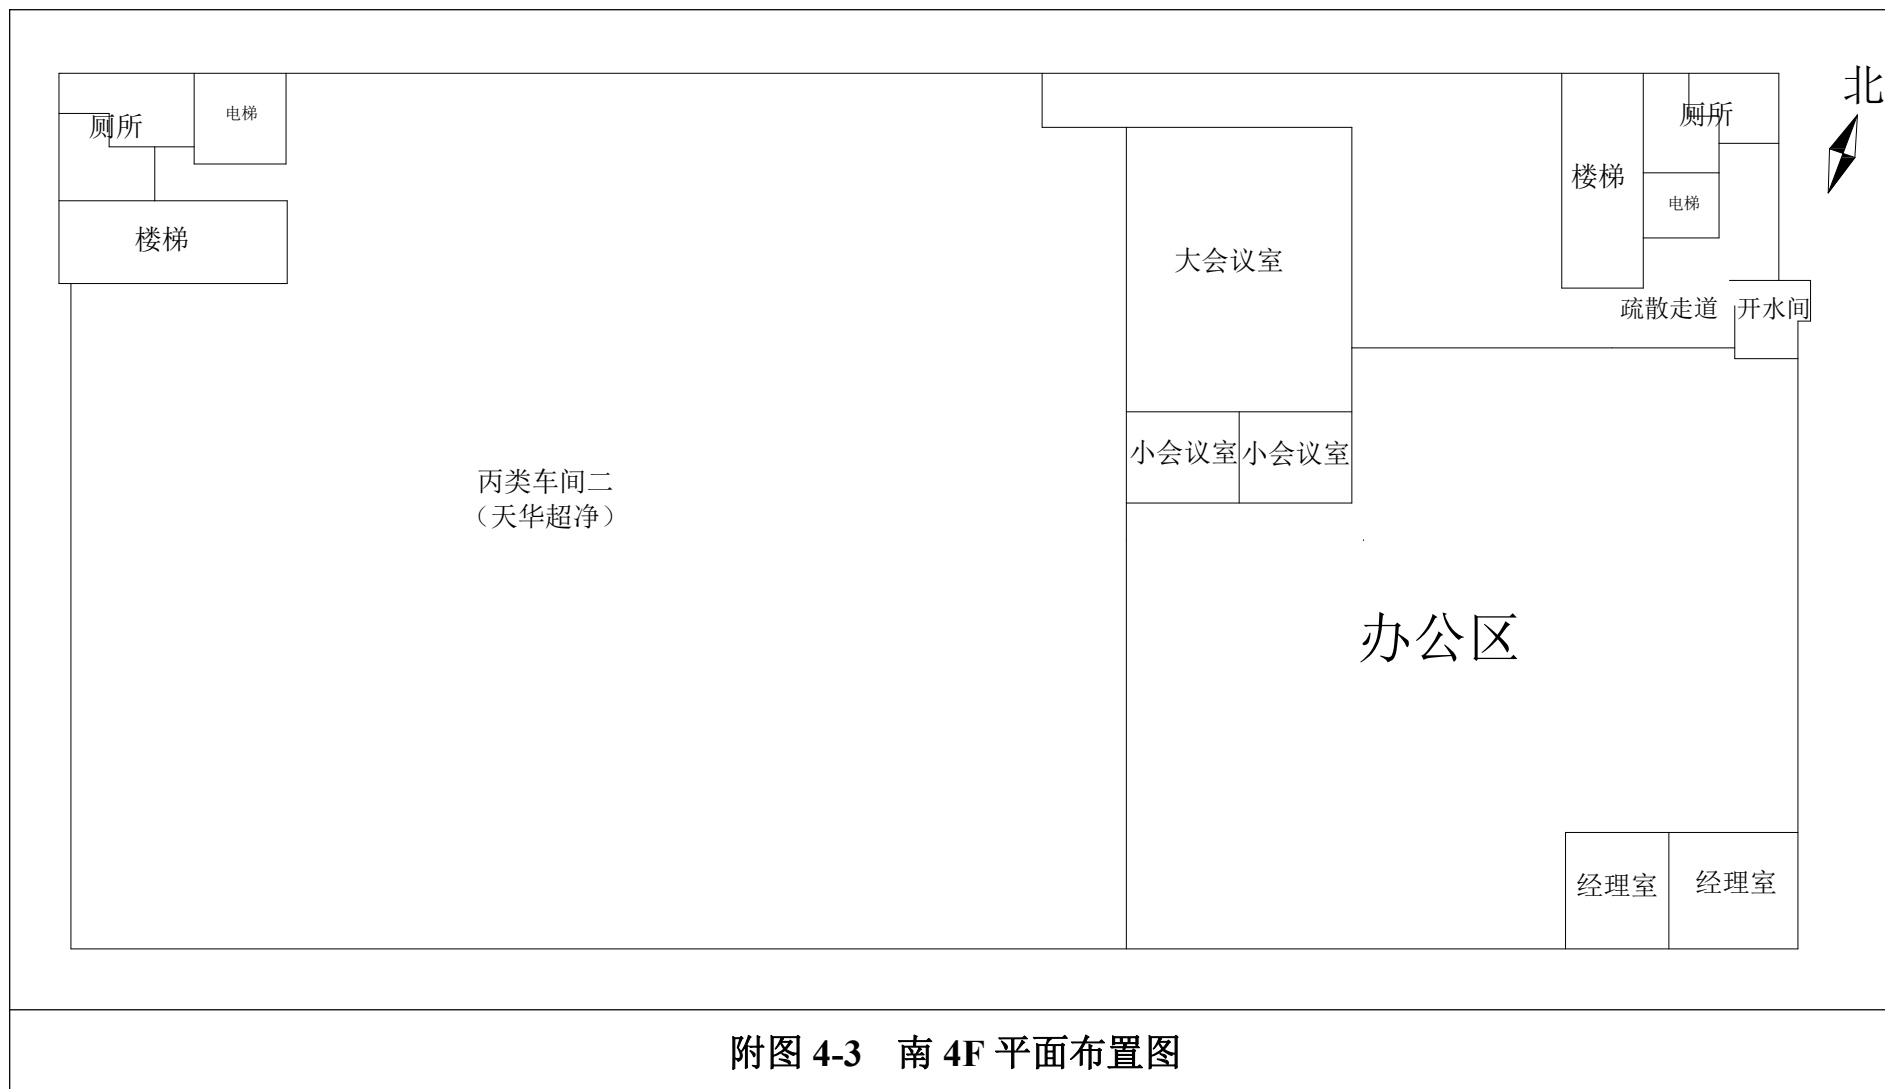 北
厕所
电梯
厕所
楼梯
电梯
楼梯
大会议室
疏散走道
开水间
小会议室
小会议室
丙类车间二
（天华超净）
办公区
经理室
经理室
附图 4-3 南 4F 平面布置图